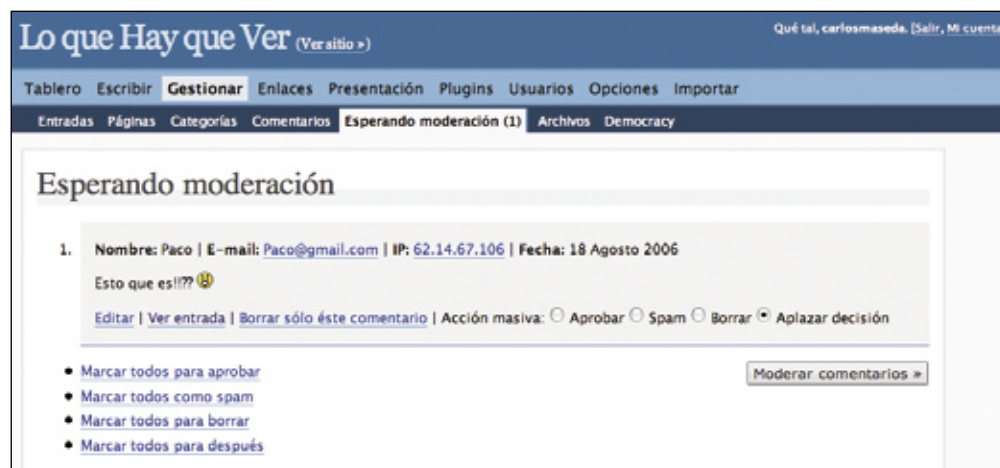 Lo que Hay que Ver (Ver sitio »)
Qué tal, carlosmaseda. [Salir, Mi cuenta
Tablero Escribir Gestionar Enlaces Presentación Plugins Usuarios Opciones Importar
Entradas Páginas Categorías Comentarios Esperando moderación (1) Archivos Democracy
Esperando moderación
1. Nombre: Paco | E-mail: Paco@gmail.com | IP: 62.14.67.106 | Fecha: 18 Agosto 2006
Esto que es!!??
Editar | Ver entrada | Borrar sólo éste comentario | Acción masiva: Aprobar Spam Borrar Aplazar decisión
Marcar todos para aprobar
Moderar comentarios »
Marcar todos como spam
Marcar todos para borrar
Marcar todos para después